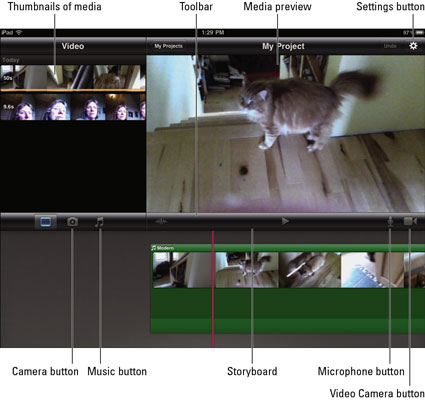 Thumbnails of media
Toolbar
Media preview
Settings button
iPad
1:29 PM
97%
Video
My Projects
My Project
Undo
Today
50s
9.6s
Modern
Camera button
Music button
Storyboard
Microphone button
Video Camera button